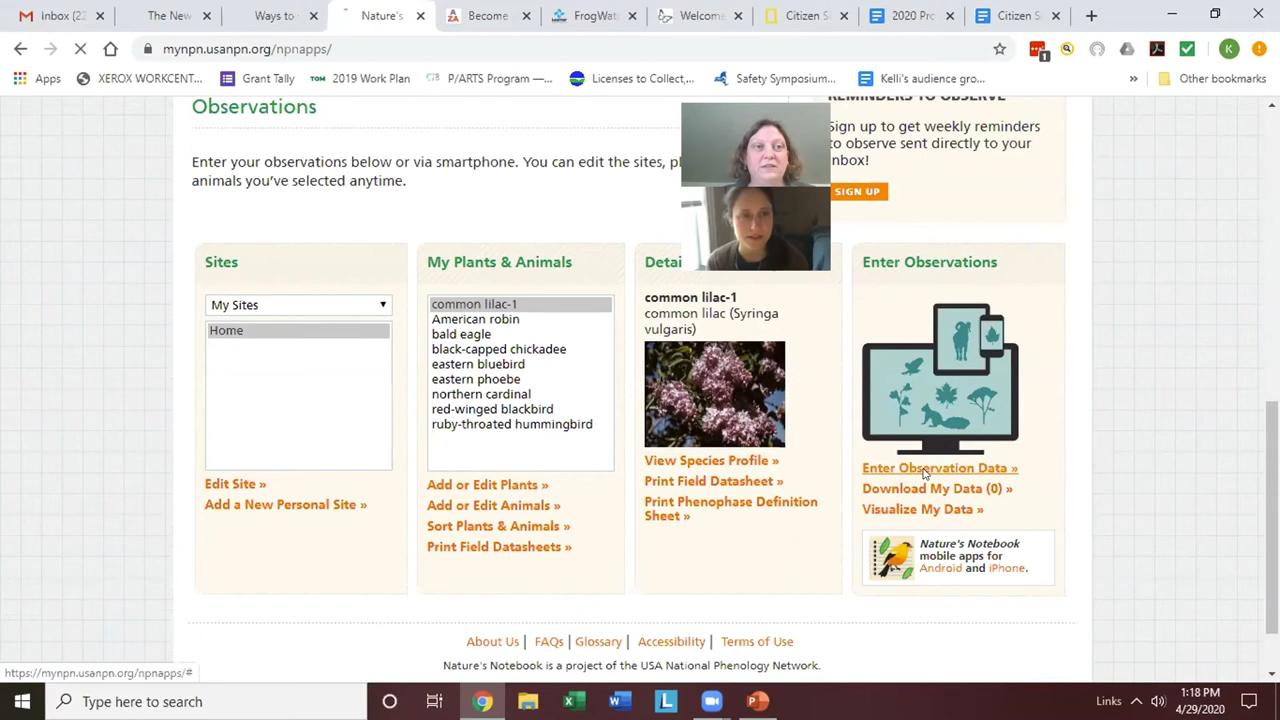 Inbox (22
The New
Ways to
Nature's
Become
FrogWat
Welcome
Citizen S
2020 Pro
Citizen S
mynpn.usanpn.org/npnapps/
1
K
Apps
XEROX WORKCENT...
Grant Tally
TOM 2019 Work Plan
P/ARTS Program —...
Licenses to Collect,...
Safety Symposium...
Kelli's audience gro...
»
Other bookmarks
Observations
REMINDERS TO OBSERVE
Sign up to get weekly reminders
to observe sent directly to your
inbox!
SIGN UP
Enter your observations below or via smartphone. You can edit the sites, pl
animals you've selected anytime.
Sites
My Sites
Home
Edit Site »
Add a New Personal Site »
My Plants & Animals
common lilac-1
American robin
bald eagle
black-capped chickadee
eastern bluebird
eastern phoebe
northern cardinal
red-winged blackbird
ruby-throated hummingbird
Add or Edit Plants »
Add or Edit Animals »
Sort Plants & Animals »
Print Field Datasheets »
Detai
common lilac-1
common lilac (Syringa
vulgaris)
View Species Profile »
Print Field Datasheet »
Print Phenophase Definition
Sheet »
Enter Observations
Enter Observation Data »
Download My Data (0) »
Visualize My Data »
Nature's Notebook
mobile apps for
Android and iPhone.
About Us | FAQs | Glossary | Accessibility | Terms of Use
Nature's Notebook is a project of the USA National Phenology Network.
https://mynpn.usanpn.org/npnapps/#
Type here to search
L
Links
1:18 PM
4/29/2020